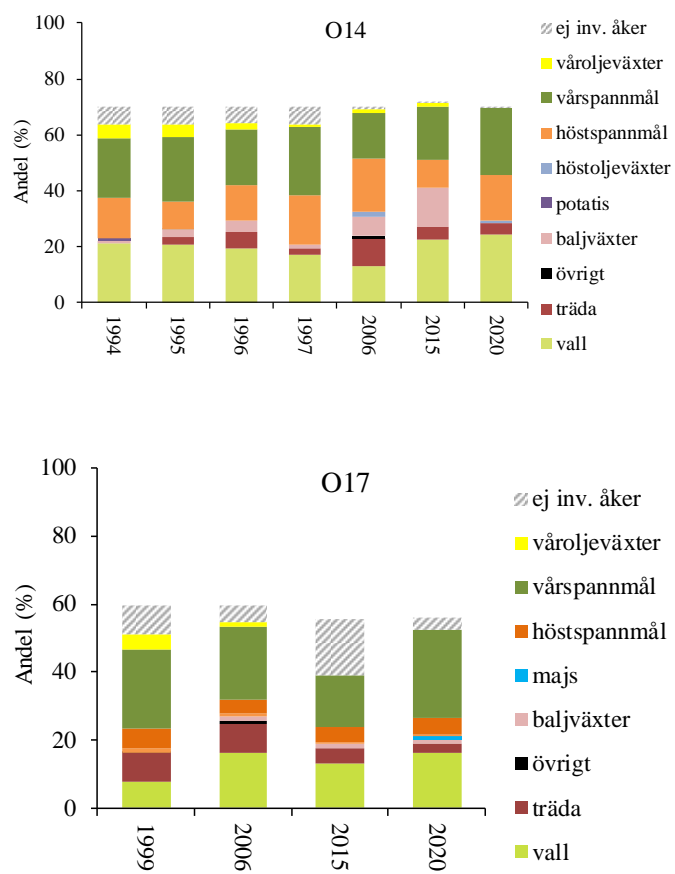 O14
Andel (%)
100
80
60
40
20
0
1994
1995
1996
1997
2006
2015
2020
ej inv. åker
våroljeväxter
vårspannmål
höstspannmål
höstoljeväxter
potatis
baljväxter
övrigt
träda
vall
O17
Andel (%)
100
80
60
40
20
0
1999
2006
2015
2020
ej inv. åker
våroljeväxter
vårspannmål
höstspannmål
majs
baljväxter
övrigt
träda
vall